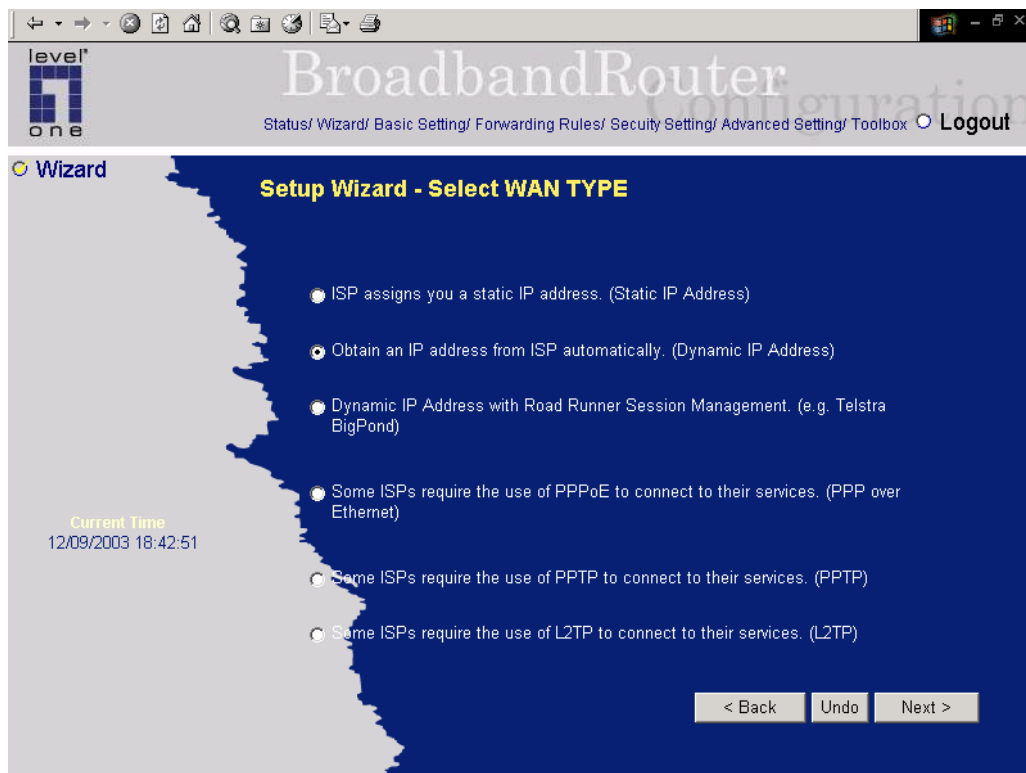 level
one
BroadbandRouter
Configuration
Status/ Wizard/ Basic Setting/ Forwarding Rules/ Secuity Setting/ Advanced Setting/ Toolbox
Logout
Wizard
Setup Wizard - Select WAN TYPE
ISP assigns you a static IP address. (Static IP Address)
Obtain an IP address from ISP automatically. (Dynamic IP Address)
Dynamic IP Address with Road Runner Session Management. (e.g. Telstra
BigPond)
Some ISPs require the use of PPPoE to connect to their services. (PPP over
Ethernet)
Current Time
12/09/2003 18:42:51
Some ISPs require the use of PPTP to connect to their services. (PPTP)
Some ISPs require the use of L2TP to connect to their services. (L2TP)
< Back
Undo
Next >